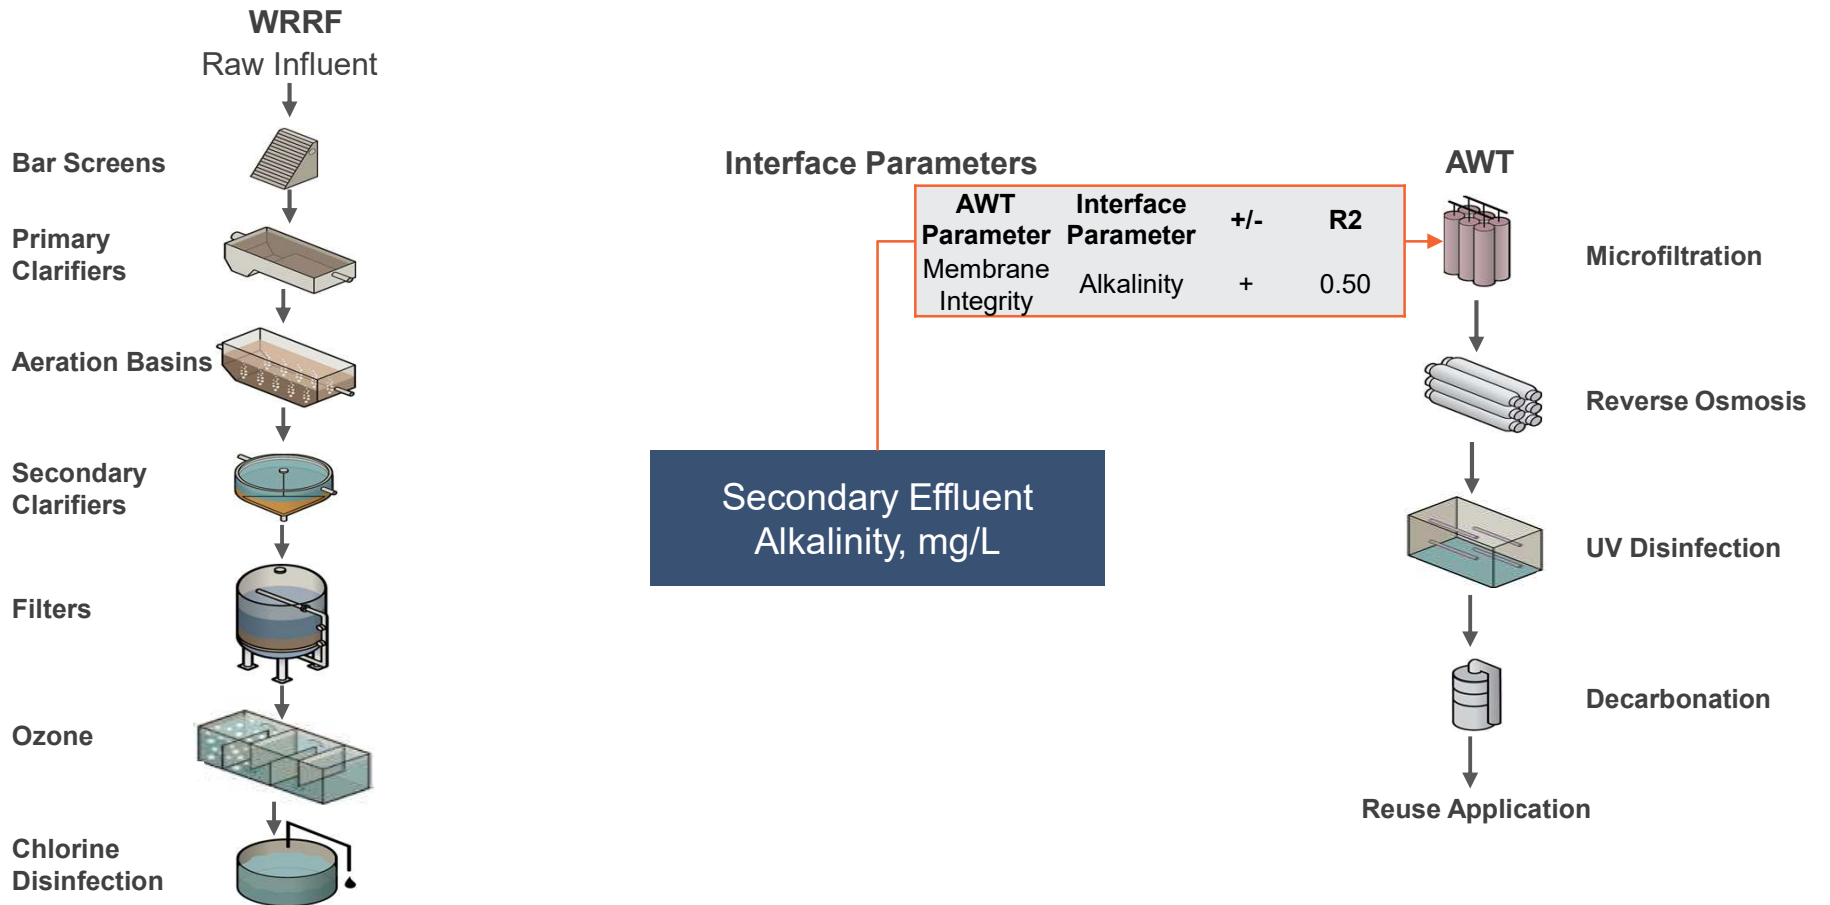 WRRF
Raw Influent
Bar Screens
Primary
Clarifiers
Aeration Basins
Secondary
Clarifiers
Filters
Ozone
Chlorine
Disinfection
Interface Parameters
AWT Parameter	Interface Parameter	+/-	R2
Membrane Integrity	Alkalinity	+	0.50
Secondary Effluent
Alkalinity, mg/L
AWT
Microfiltration
Reverse Osmosis
UV Disinfection
Decarbonation
Reuse Application